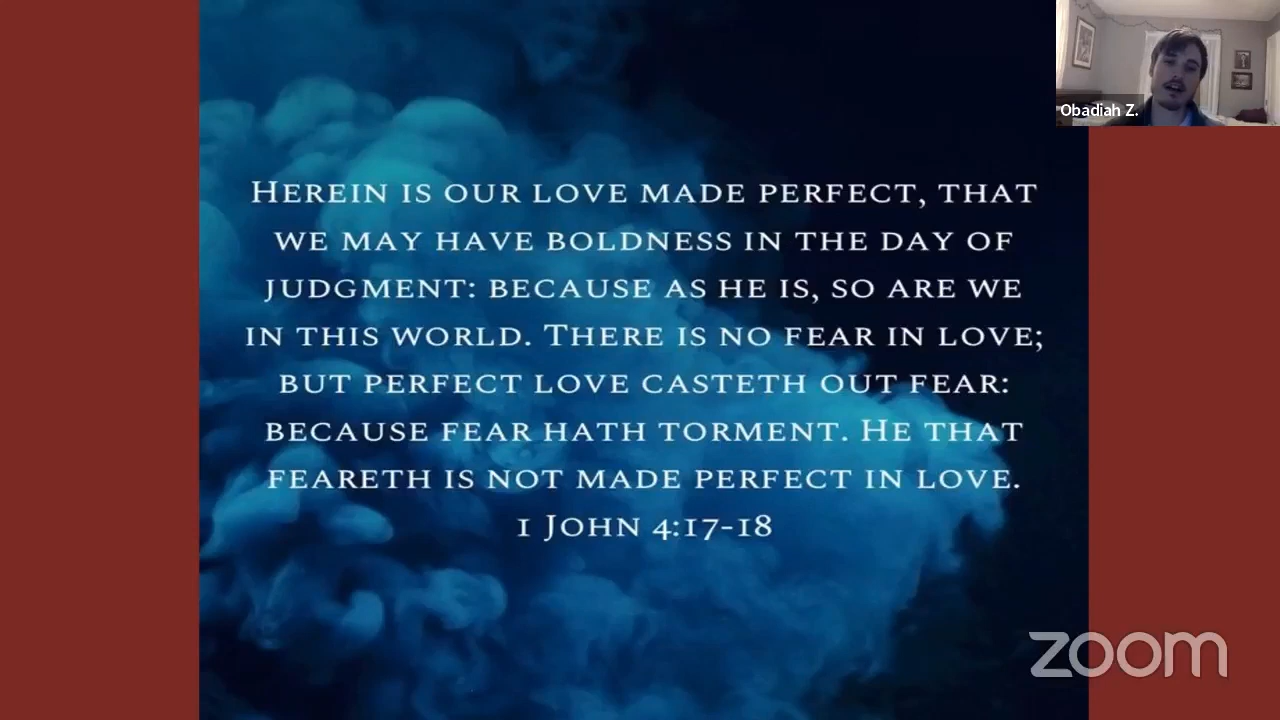 Obadiah Z.
Herein is our love made perfect, that
we may have boldness in the day of
judgment: because as he is, so are we
in this world. There is no fear in love;
but perfect love casteth out fear:
because fear hath torment. He that
feareth is not made perfect in love.
1 John 4:17-18
zoom